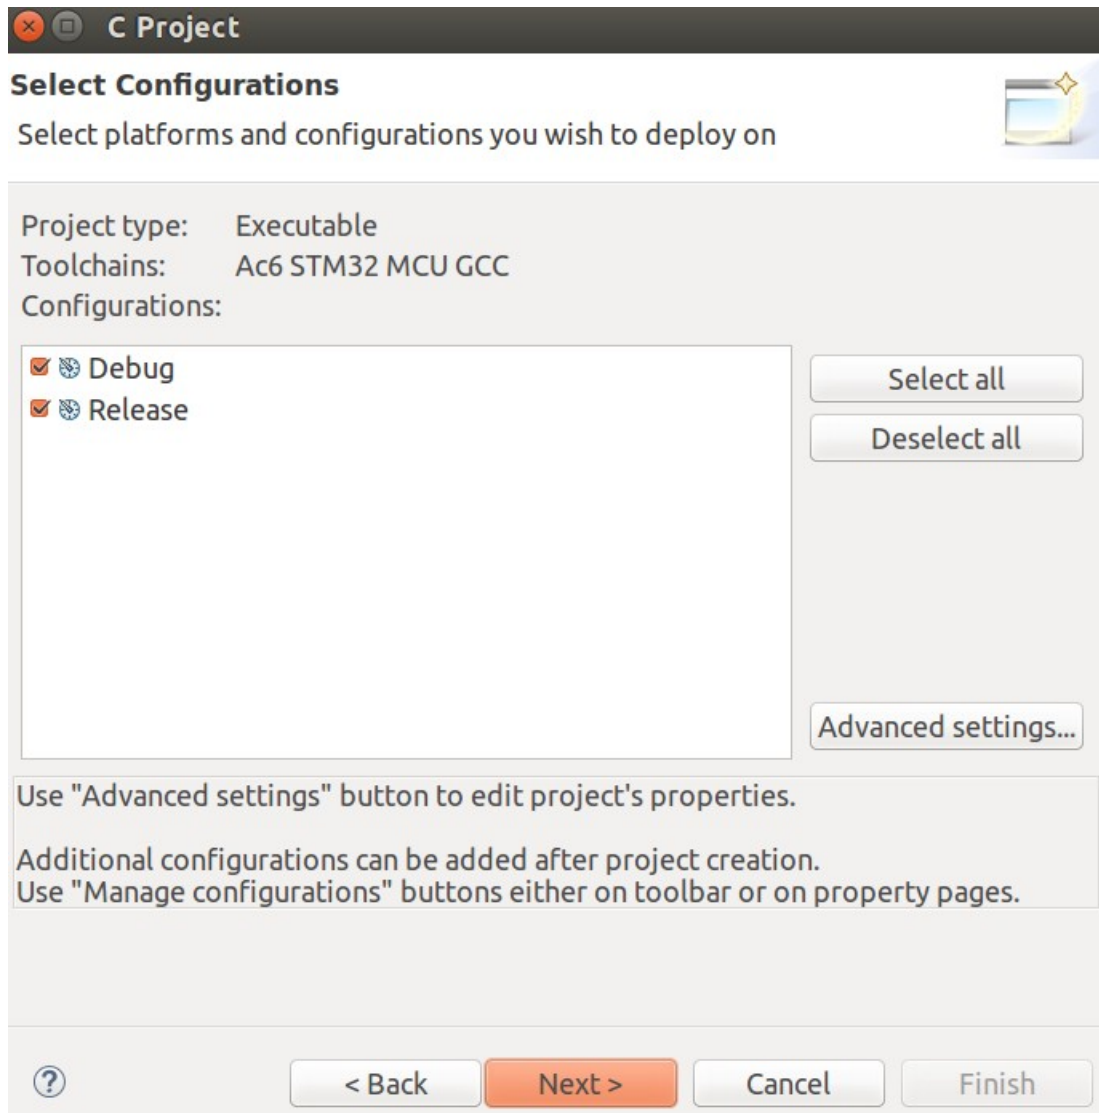 C Project
Select Configurations
Select platforms and configurations you wish to deploy on
Project type: Executable
Toolchains: Ac6 STM32 MCU GCC
Configurations:
Debug
Release
Select all
Deselect all
Advanced settings...
Use "Advanced settings" button to edit project's properties.
Additional configurations can be added after project creation.
Use "Manage configurations" buttons either on toolbar or on property pages.
?
< Back
Next >
Cancel
Finish